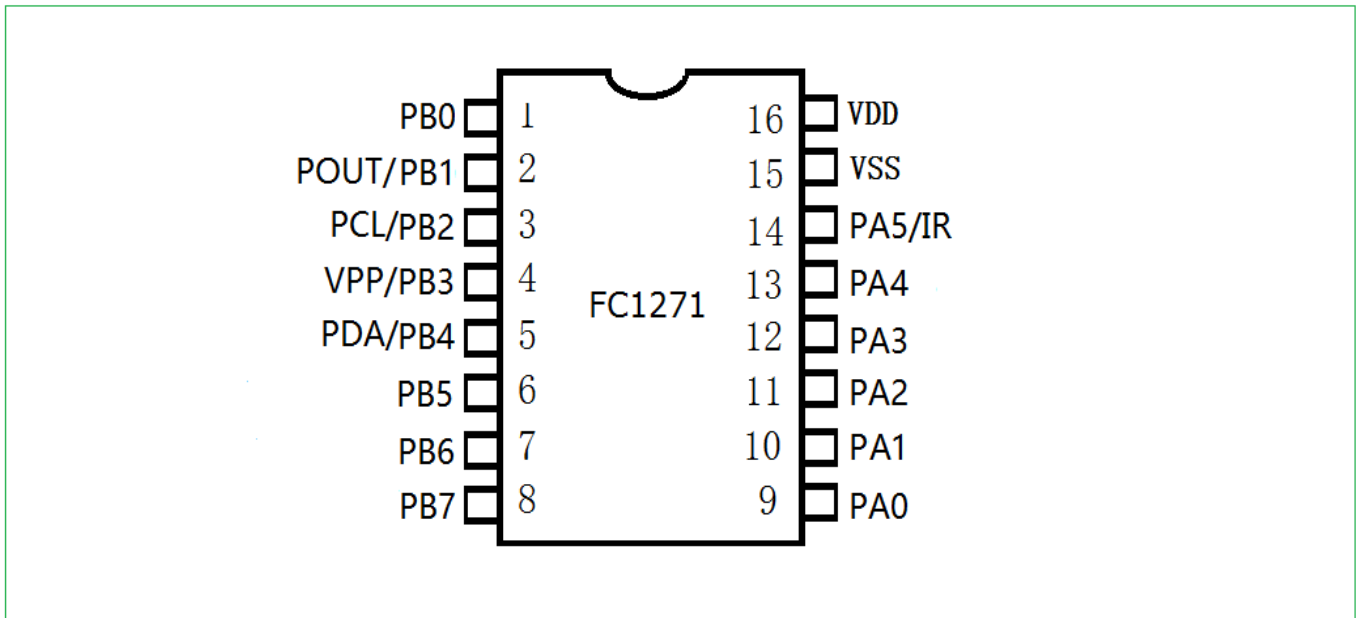 PB0 1 16 VDD
POUT/PB1 2 15 VSS
PCL/PB2 3 14 PA5/IR
VPP/PB3 4 13 PA4
FC1271
PDA/PB4 5 12 PA3
PB5 6 11 PA2
PB6 7 10 PA1
PB7 8 9 PA0